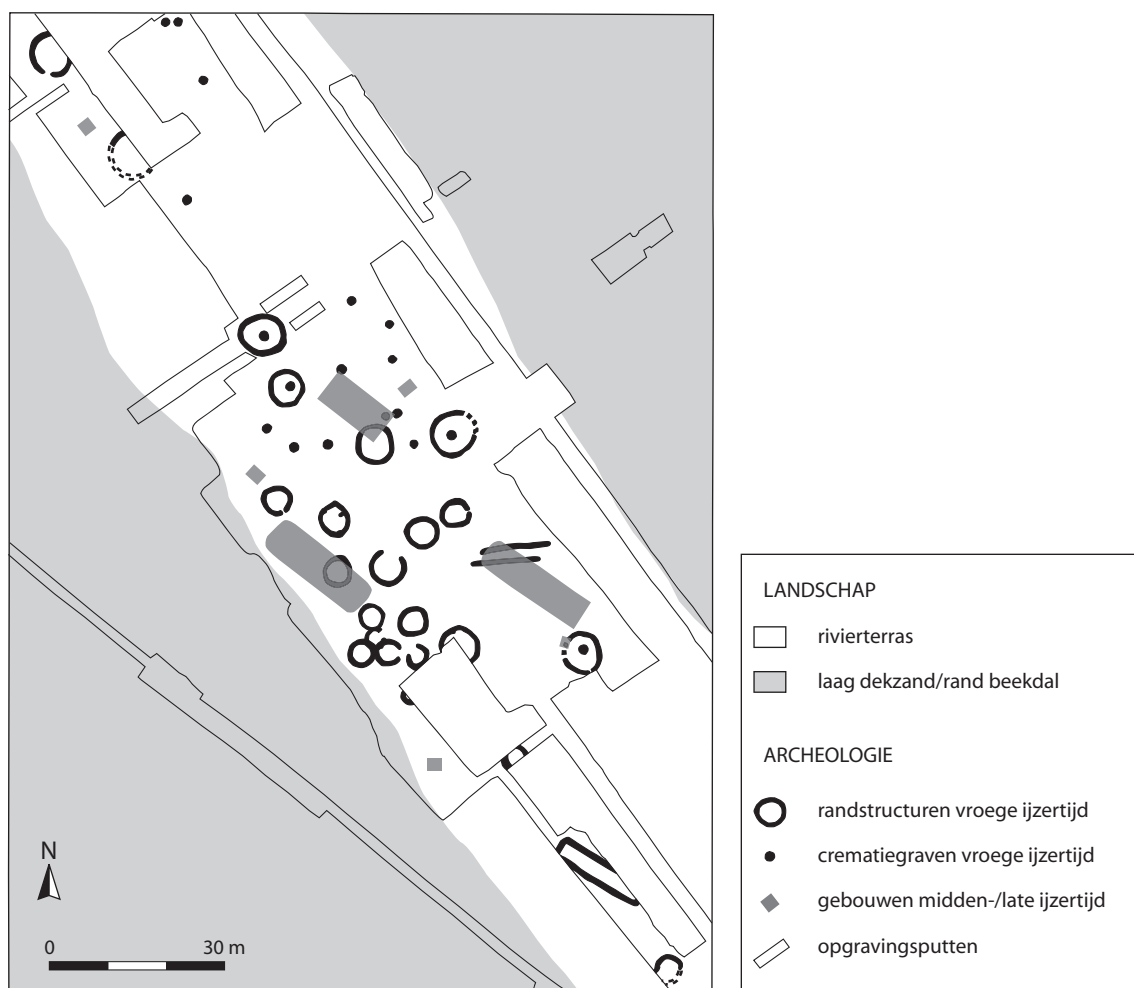 N
0 30 m
LANDSCHAP
rivierterras
laag dekzand/rand beekdal
ARCHEOLOGIE
randstructuren vroege ijzertijd
crematiegraven vroege ijzertijd
gebouwen midden-/late ijzertijd
opgravingsputten